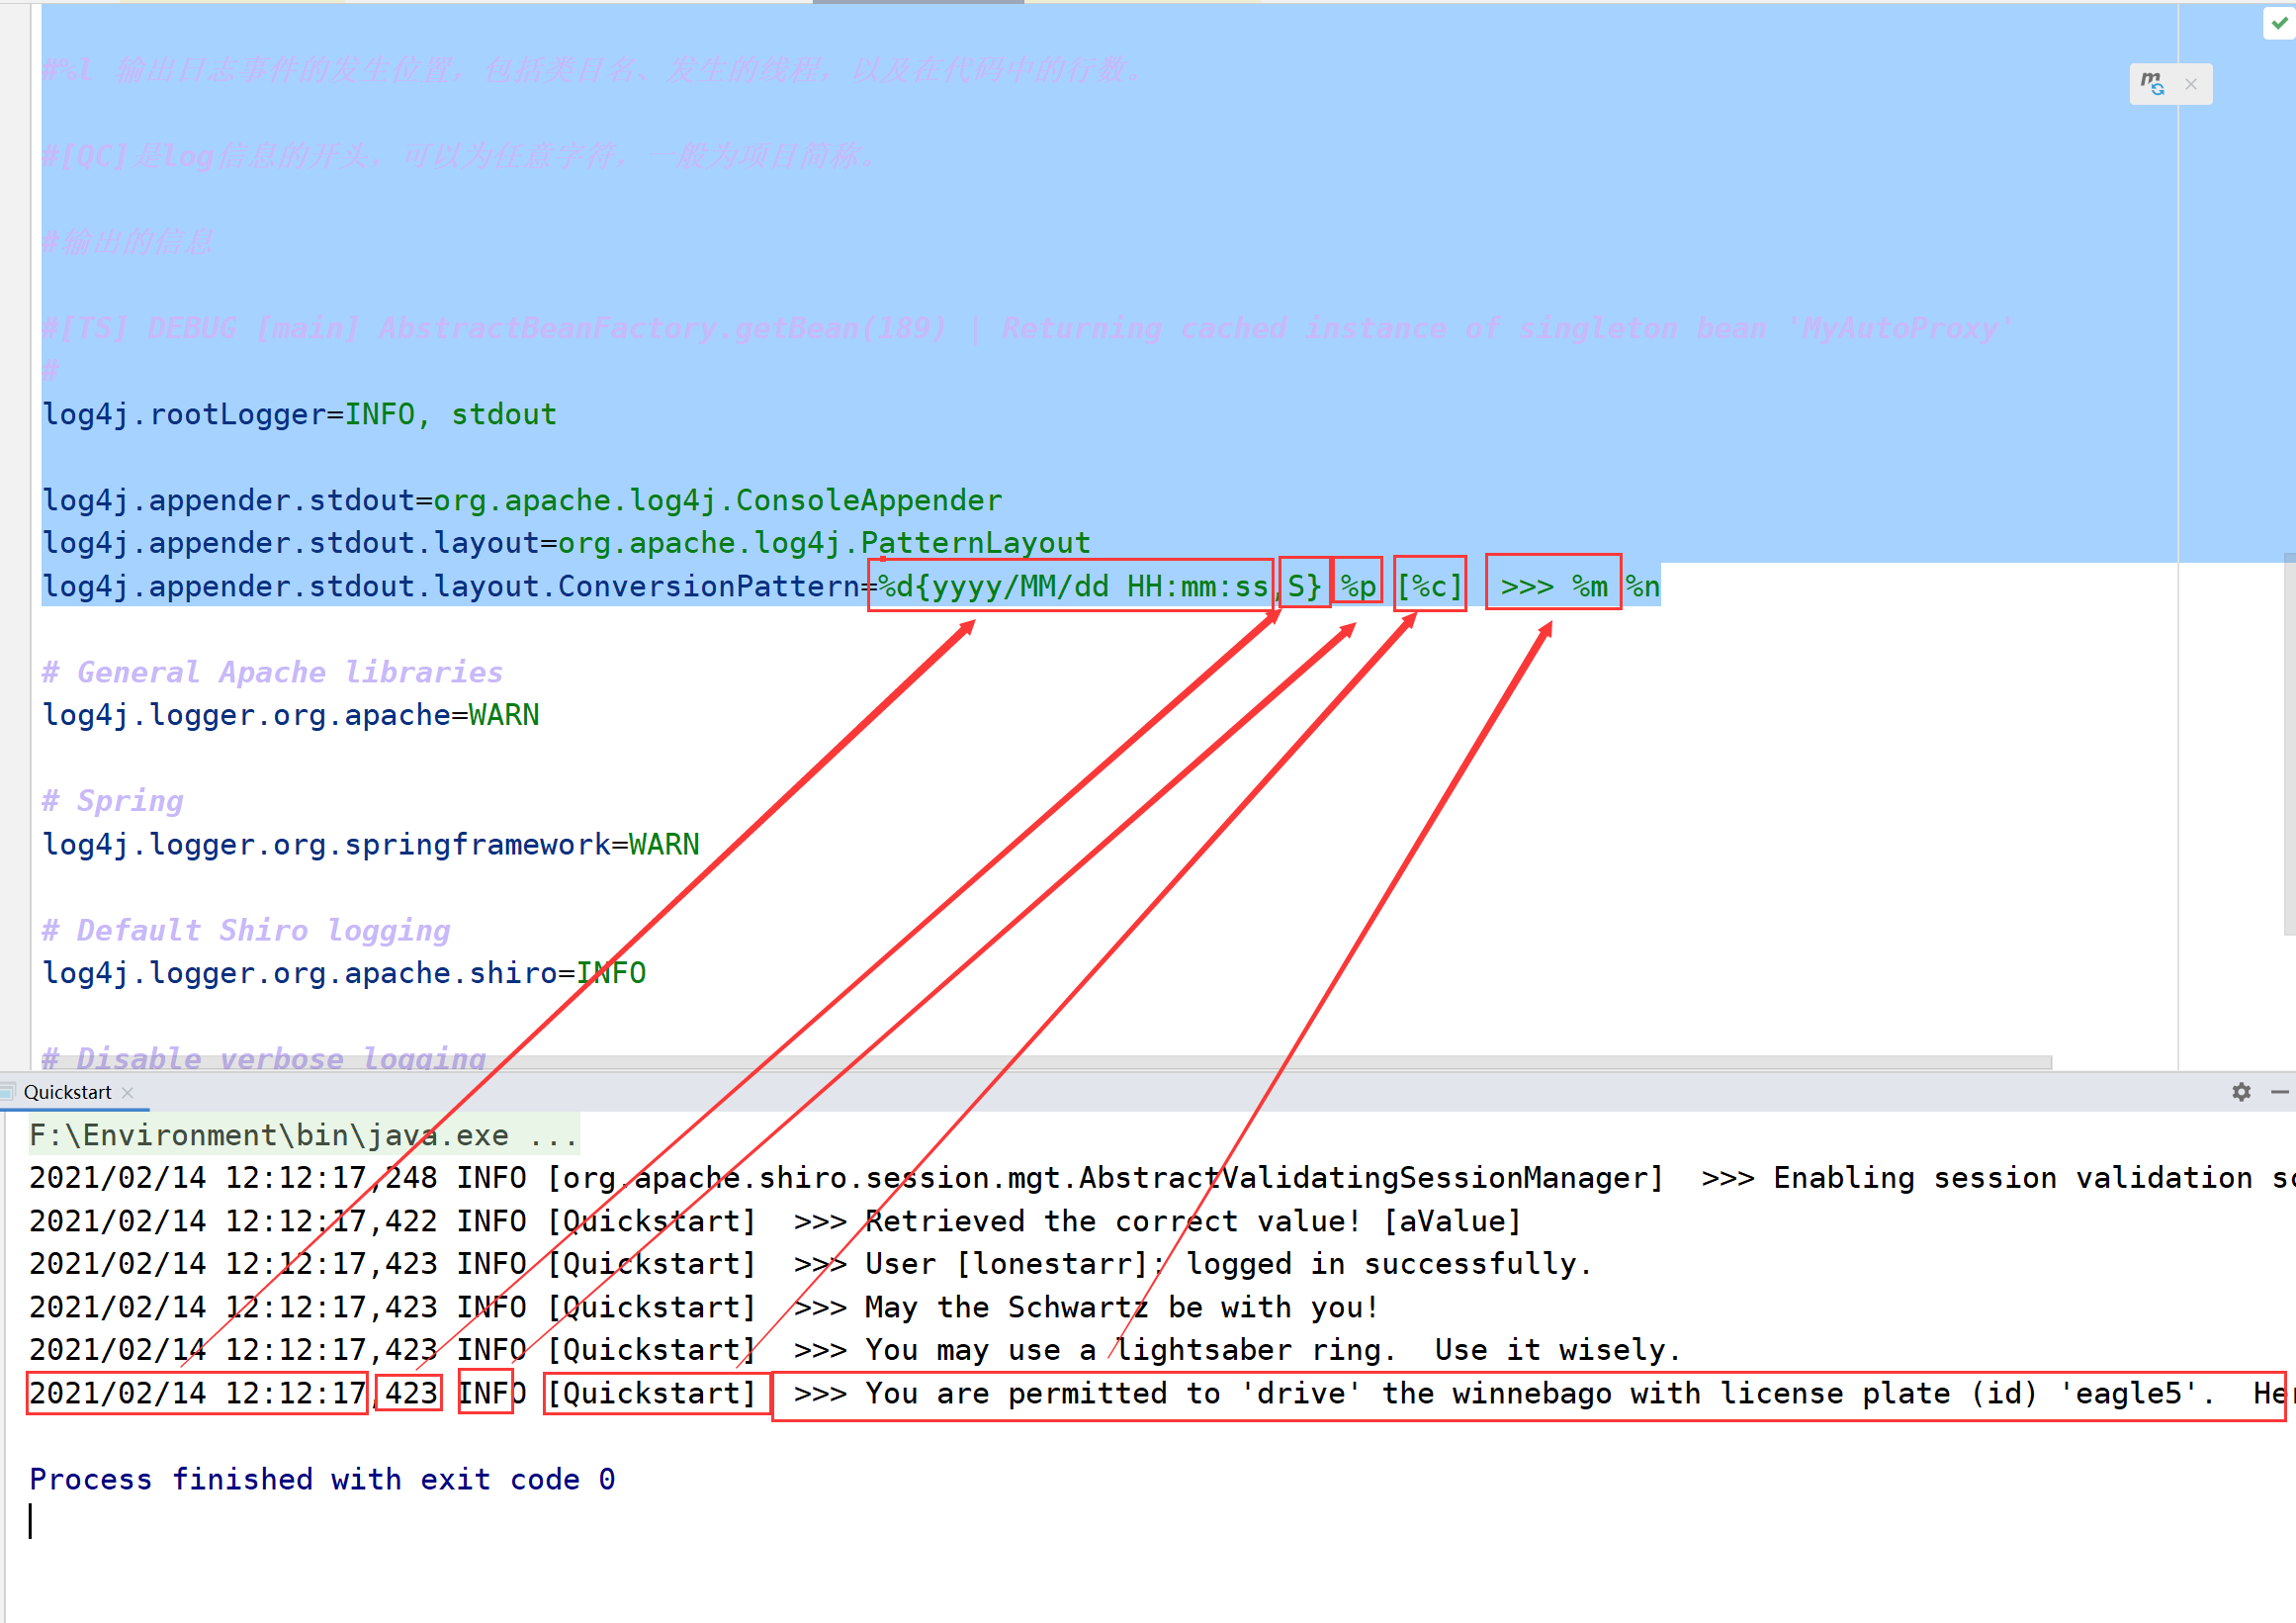 #%l 输出日志事件的发生位置，包括类目名、发生的线程，以及在代码中的行数。
#[QC]是log信息的开头，可以为任意字符，一般为项目简称。
#输出的信息
#[TS] DEBUG [main] AbstractBeanFactory.getBean(189) | Returning cached instance of singleton bean 'MyAutoProxy'
#
log4j.rootLogger=INFO, stdout
log4j.appender.stdout=org.apache.log4j.ConsoleAppender
log4j.appender.stdout.layout=org.apache.log4j.PatternLayout
log4j.appender.stdout.layout.ConversionPattern=%d{yyyy/MM/dd HH:mm:ss,S} %p [%c]  >>> %m %n
# General Apache libraries
log4j.logger.org.apache=WARN
# Spring
log4j.logger.org.springframework=WARN
# Default Shiro logging
log4j.logger.org.apache.shiro=INFO
# Disable verbose logging
Quickstart
F:\Environment\bin\java.exe ...
2021/02/14 12:12:17,248 INFO [org.apache.shiro.session.mgt.AbstractValidatingSessionManager]  >>> Enabling session validation sc
2021/02/14 12:12:17,422 INFO [Quickstart]  >>> Retrieved the correct value! [aValue]
2021/02/14 12:12:17,423 INFO [Quickstart]  >>> User [lonestarr]: logged in successfully.
2021/02/14 12:12:17,423 INFO [Quickstart]  >>> May the Schwartz be with you!
2021/02/14 12:12:17,423 INFO [Quickstart]  >>> You may use a lightsaber ring.  Use it wisely.
2021/02/14 12:12:17,423 INFO [Quickstart]  >>> You are permitted to 'drive' the winnebago with license plate (id) 'eagle5'.  Her
Process finished with exit code 0